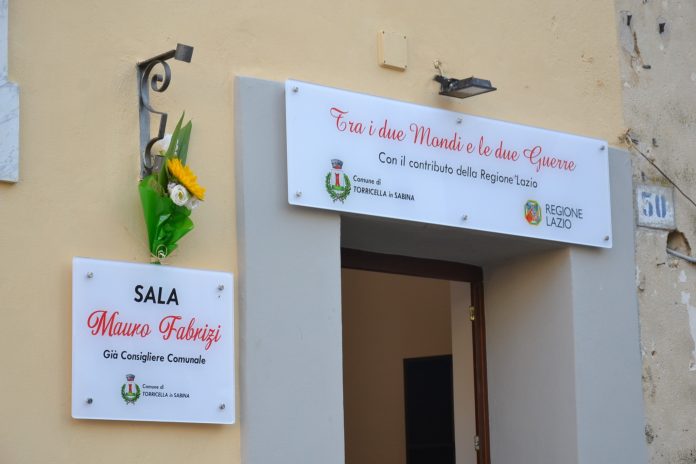 Tra i due Mondi e le due Guerre
Con il contributo della Regione Lazio
Comune di
TORRICELLA in SABINA
REGIONE
LAZIO
50
SALA
Mauro Fabrizi
Già Consigliere Comunale
Comune di
TORRICELLA in SABINA